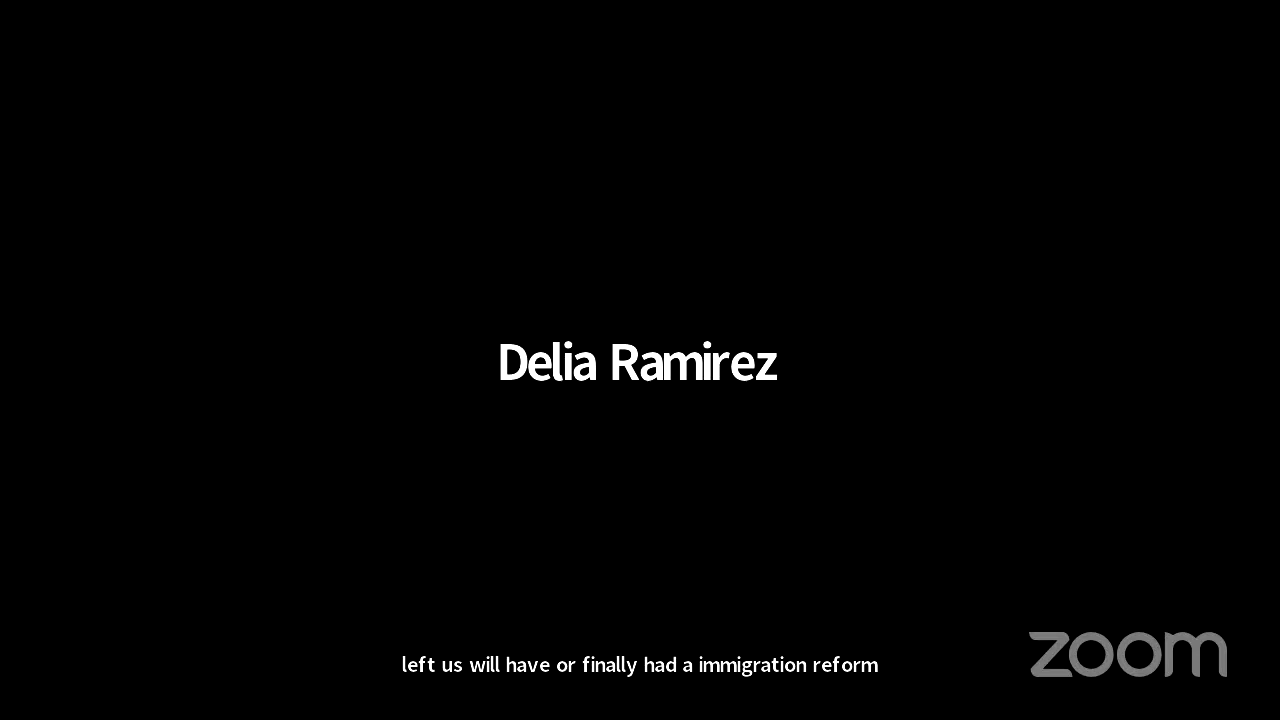 Delia Ramirez
left us will have or finally had a immigration reform
zoom